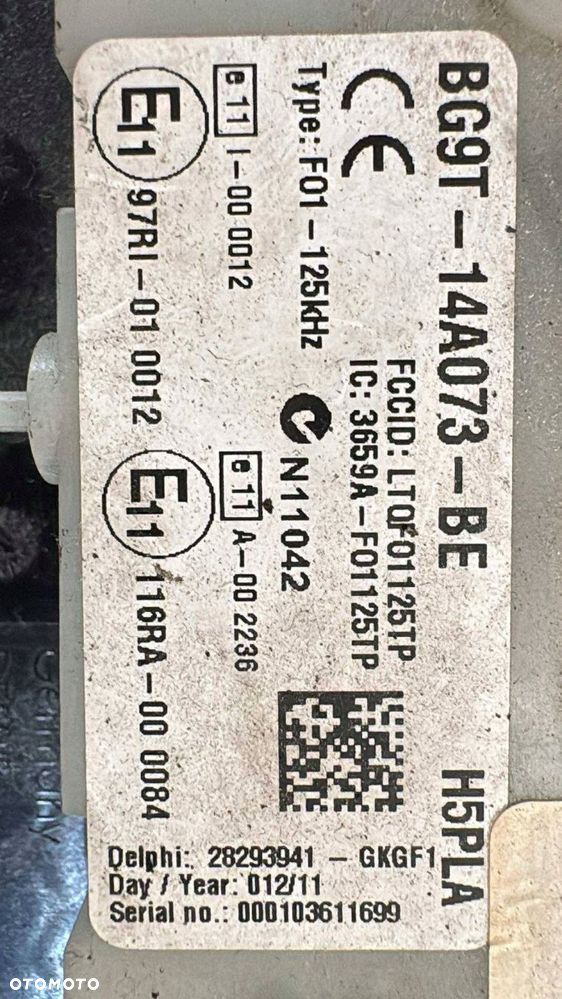 BG9T-14A073-BE
H5PLA
FCCID: LTQF01125TP
IC: 3659A-F01125TP
Type: F01-125kHz
N11042
e 11 I-00 0012
e 11 A-00 2236
E11 97RI-01 0012
E11 116RA-00 0084
Delphi: 28293941 - GKGF1
Day / Year: 012/11
Serial no.: 000103611699
Germany
OTOMOTO